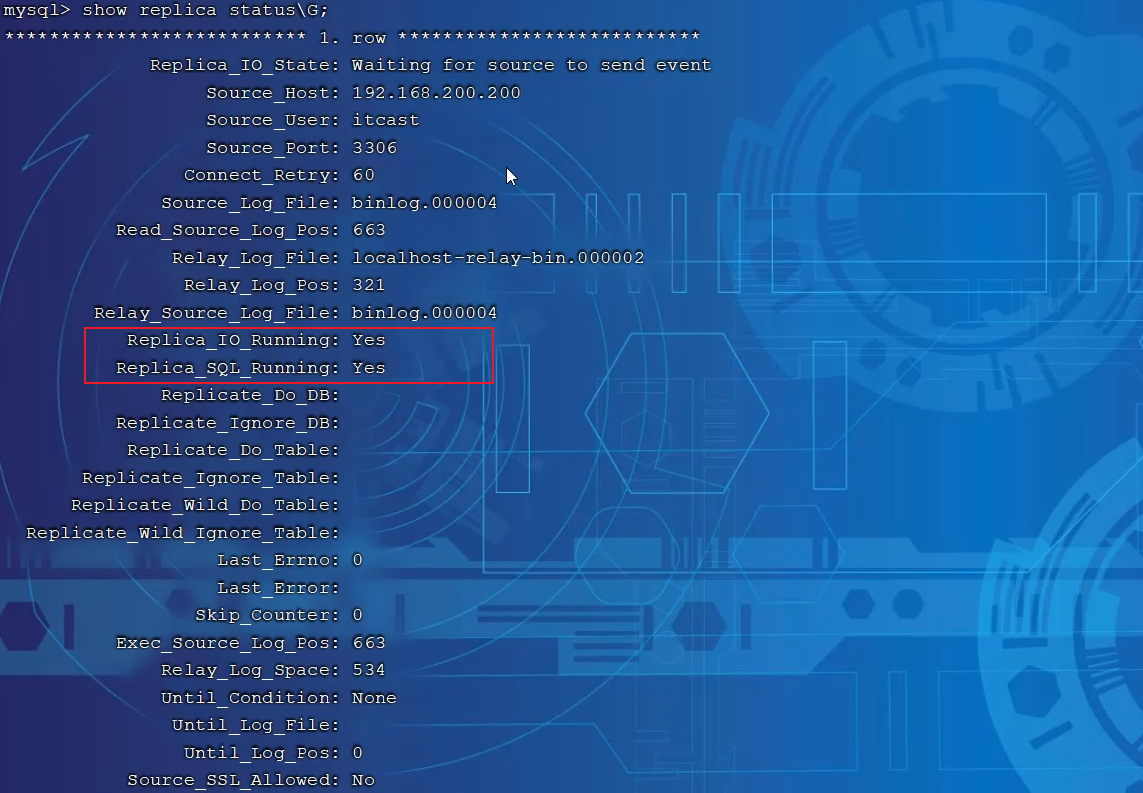 mysql> show replica status\G;
*************************** 1. row ***************************
Replica_IO_State: Waiting for source to send event
Source_Host: 192.168.200.200
Source_User: itcast
Source_Port: 3306
Connect_Retry: 60
Source_Log_File: binlog.000004
Read_Source_Log_Pos: 663
Relay_Log_File: localhost-relay-bin.000002
Relay_Log_Pos: 321
Relay_Source_Log_File: binlog.000004
Replica_IO_Running: Yes
Replica_SQL_Running: Yes
Replicate_Do_DB:
Replicate_Ignore_DB:
Replicate_Do_Table:
Replicate_Ignore_Table:
Replicate_Wild_Do_Table:
Replicate_Wild_Ignore_Table:
Last_Errno: 0
Last_Error:
Skip_Counter: 0
Exec_Source_Log_Pos: 663
Relay_Log_Space: 534
Until_Condition: None
Until_Log_File:
Until_Log_Pos: 0
Source_SSL_Allowed: No